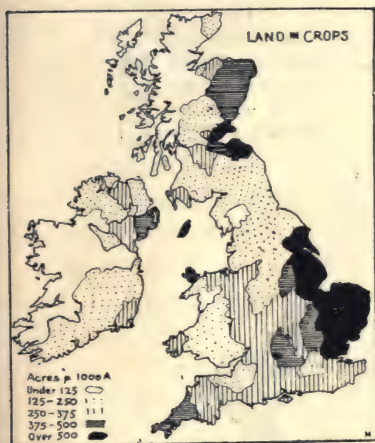 LAND IN CROPS
Acres p 1000 A
Under 125
125-250
250-375
375-500
Over 500